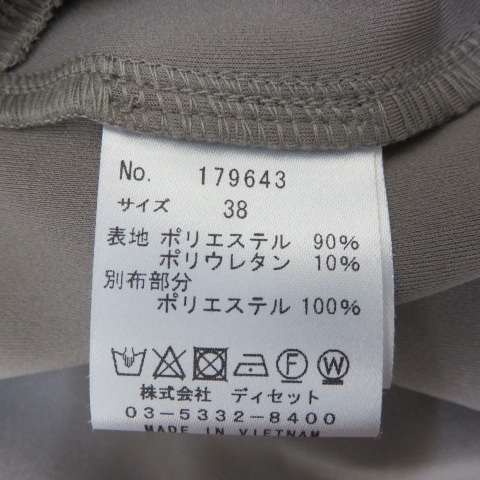 No. 179643
サイズ 38
表地 ポリエステル 90%
ポリウレタン 10%
別布部分
ポリエステル 100%
F W
株式会社 ディセット
03-5332-8400
MADE IN VIETNAM